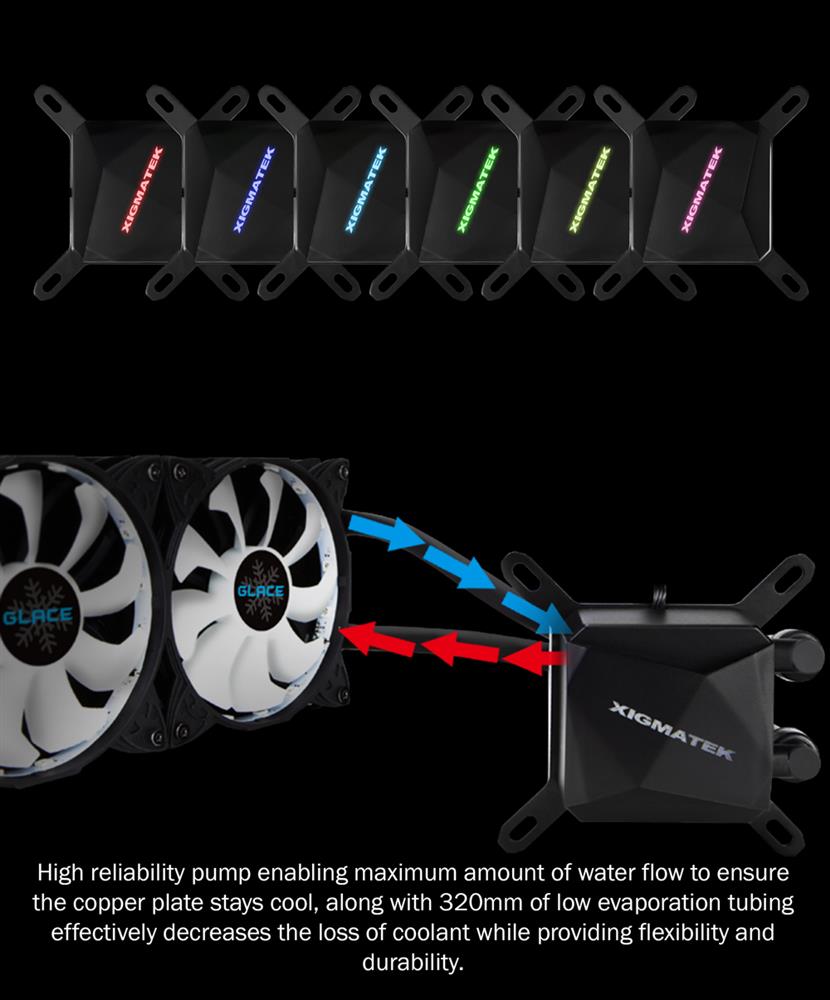 XIGMATEK
XIGMATEK
XIGMATEK
XIGMATEK
XIGMATEK
XIGMATEK
GLACE
GLACE
XIGMATEK
High reliability pump enabling maximum amount of water flow to ensure
the copper plate stays cool, along with 320mm of low evaporation tubing
effectively decreases the loss of coolant while providing flexibility and
durability.